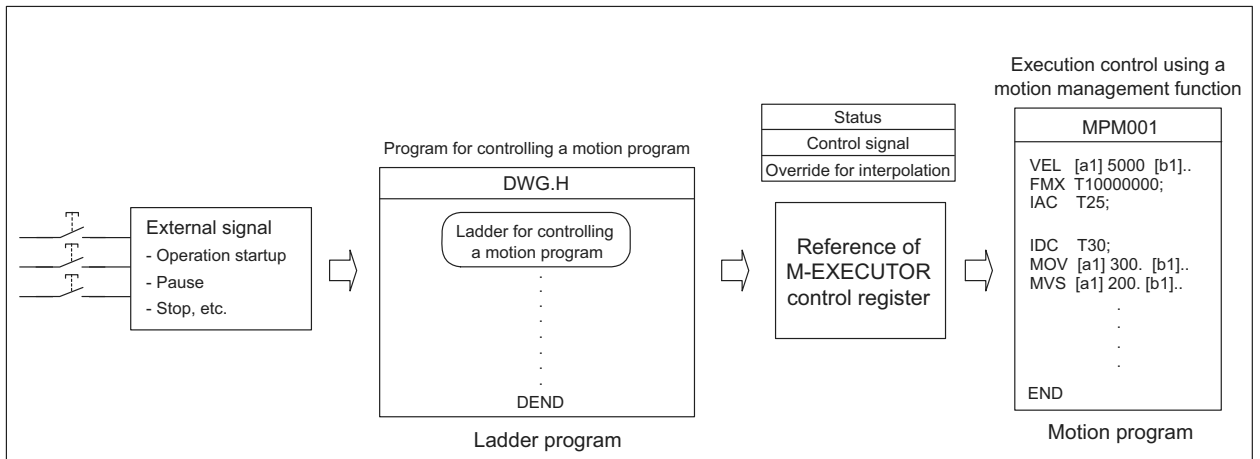 External signal
- Operation startup
- Pause
- Stop, etc.
Program for controlling a motion program
DWG.H
Ladder for controlling
a motion program
.
.
.
.
.
.
.
DEND
Ladder program
Status
Control signal
Override for interpolation
Reference of
M-EXECUTOR
control register
Execution control using a
motion management function
MPM001
VEL [a1] 5000 [b1]..
FMX T10000000;
IAC T25;
IDC T30;
MOV [a1] 300. [b1]..
MVS [a1] 200. [b1]..
.
.
.
.
END
Motion program